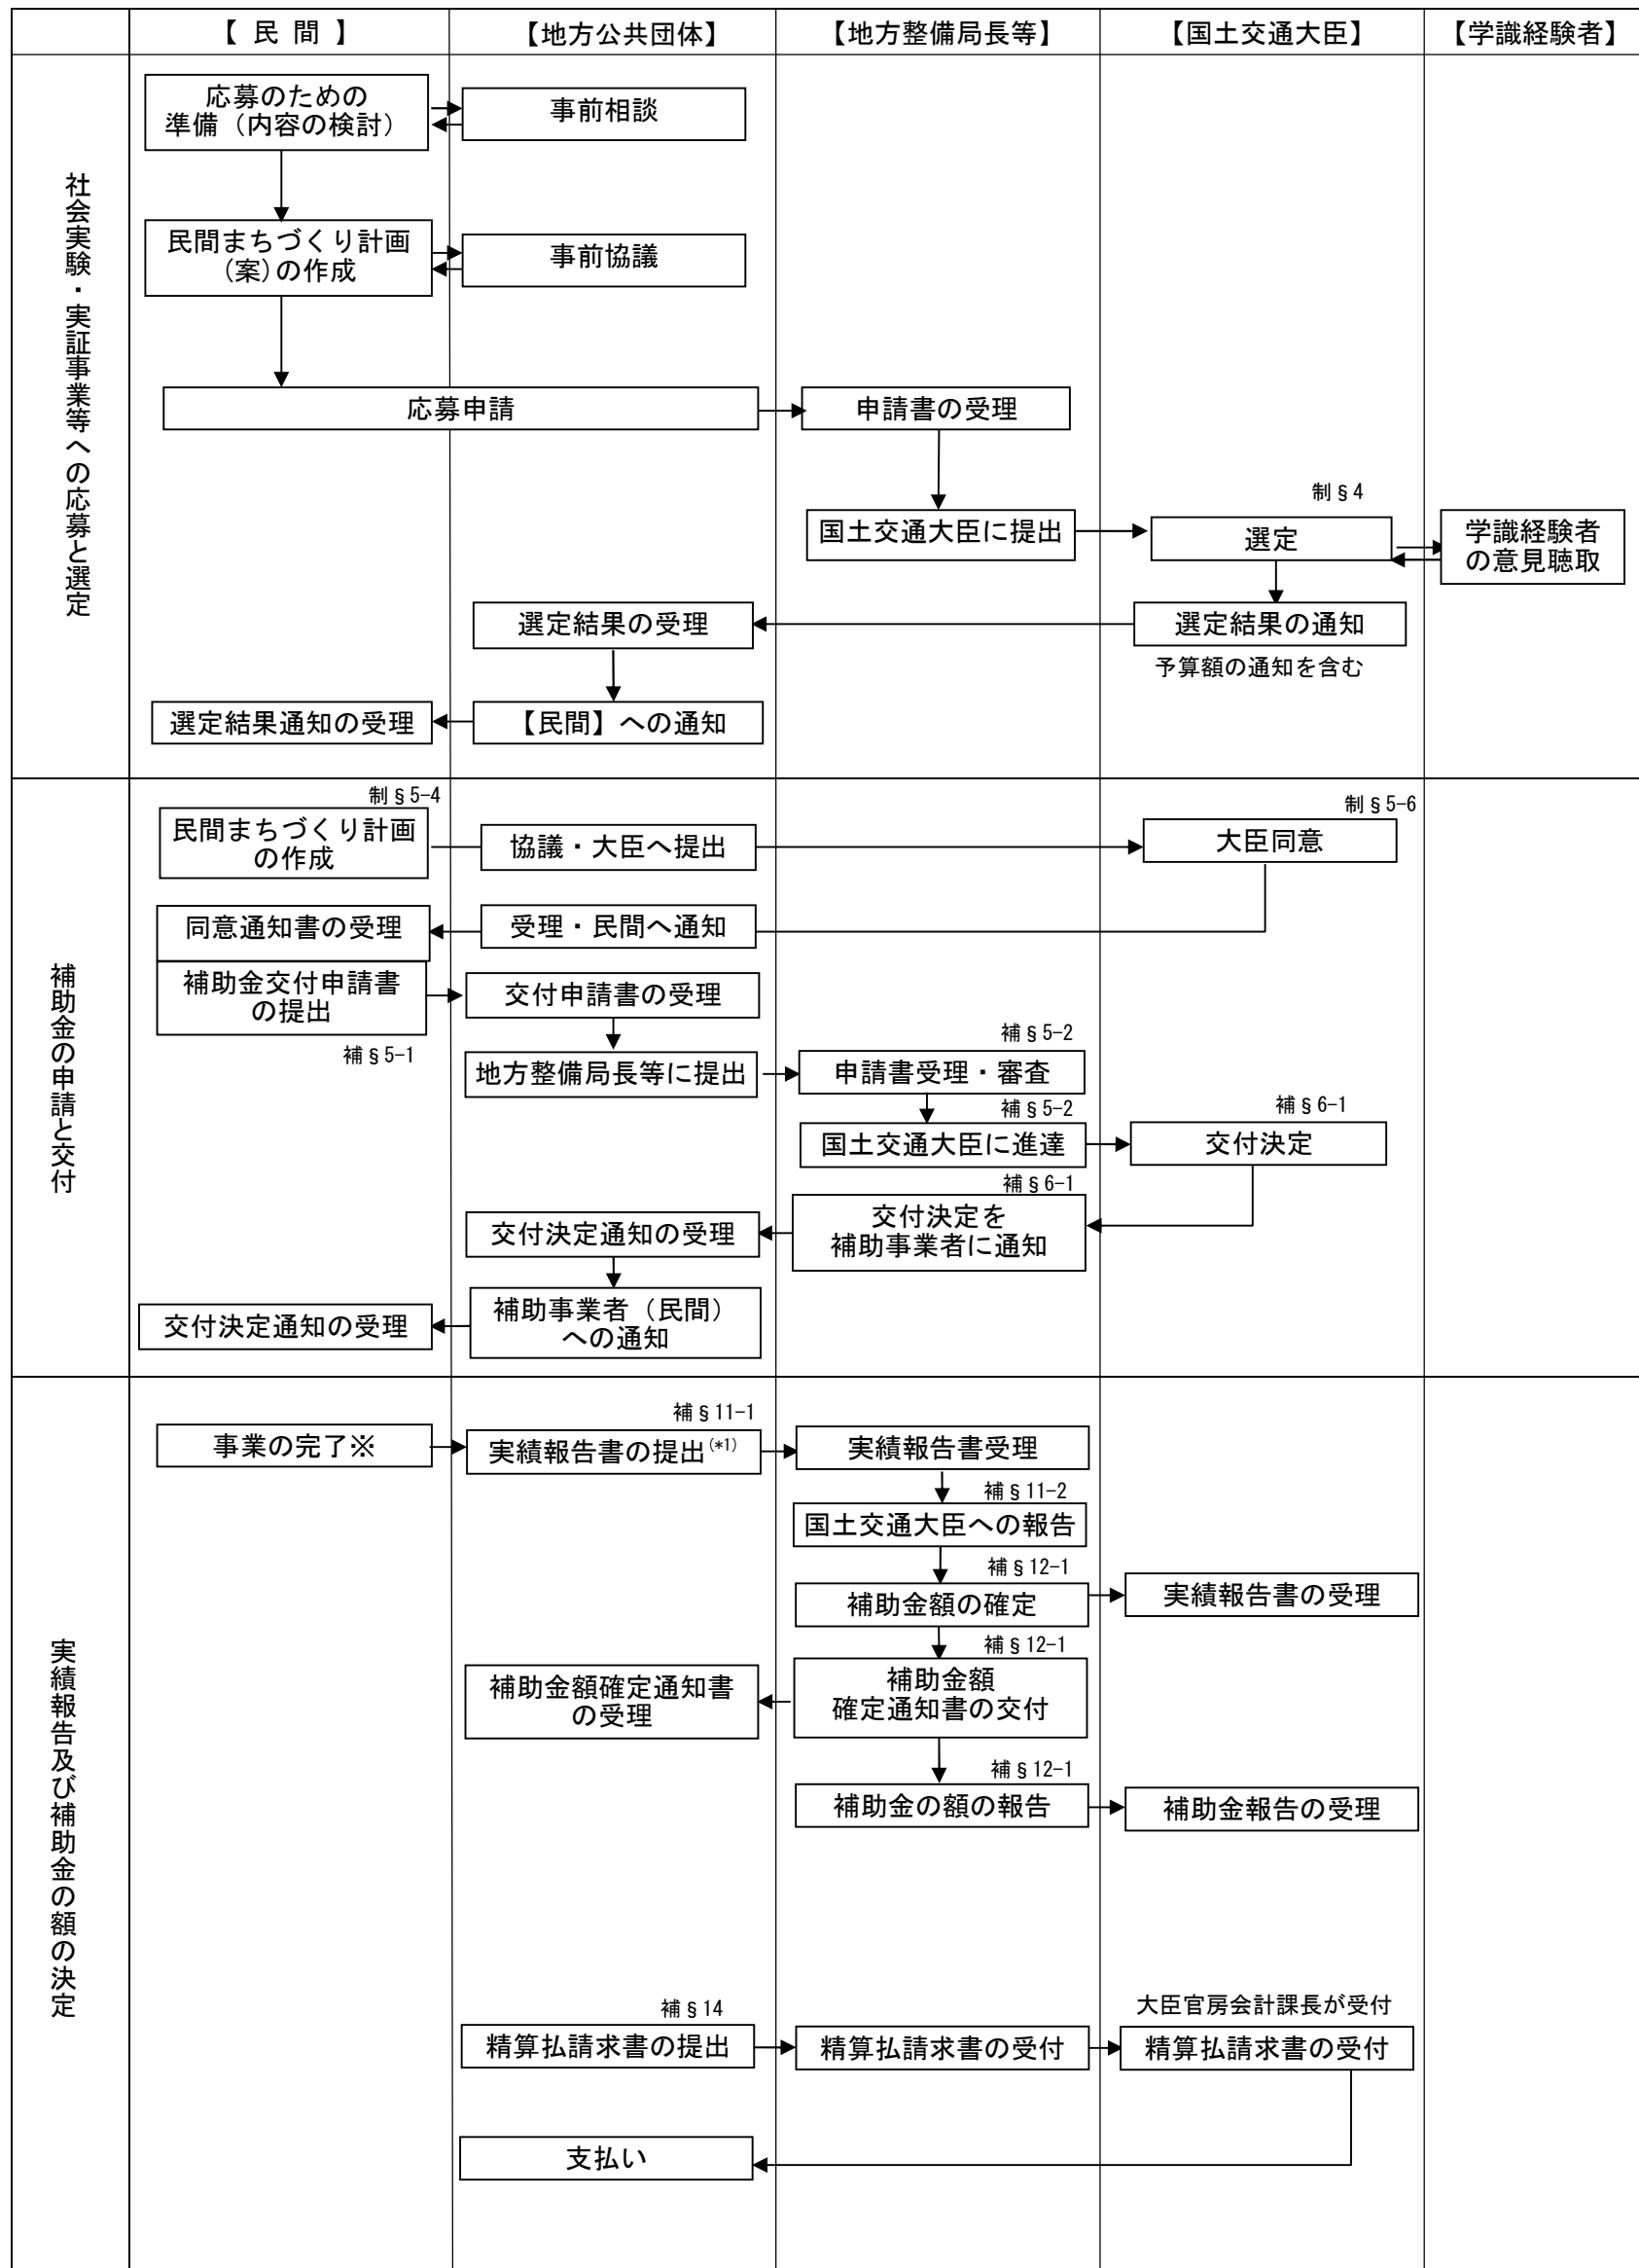 【 民 間 】
【地方公共団体】
【地方整備局長等】
【国土交通大臣】
【学識経験者】
社会実験・実証事業等への応募と選定
応募のための
準備（内容の検討）
事前相談
民間まちづくり計画
（案）の作成
事前協議
応募申請
申請書の受理
制§4
国土交通大臣に提出
選定
学識経験者
の意見聴取
選定結果の受理
選定結果の通知
予算額の通知を含む
選定結果通知の受理
【民間】への通知
補助金の申請と交付
制§5-4
制§5-6
民間まちづくり計画
の作成
協議・大臣へ提出
大臣同意
同意通知書の受理
受理・民間へ通知
補助金交付申請書
の提出
交付申請書の受理
補§5-1
補§5-2
地方整備局長等に提出
申請書受理・審査
補§5-2
補§6-1
国土交通大臣に進達
交付決定
補§6-1
交付決定通知の受理
交付決定を
補助事業者に通知
交付決定通知の受理
補助事業者（民間）
への通知
実績報告及び補助金の額の決定
補§11-1
事業の完了※
実績報告書の提出(*1)
実績報告書受理
補§11-2
国土交通大臣への報告
補§12-1
補助金額の確定
実績報告書の受理
補§12-1
補助金額確定通知書
の受理
補助金額
確定通知書の交付
補§12-1
補助金の額の報告
補助金報告の受理
補§14
大臣官房会計課長が受付
精算払請求書の提出
精算払請求書の受付
精算払請求書の受付
支払い